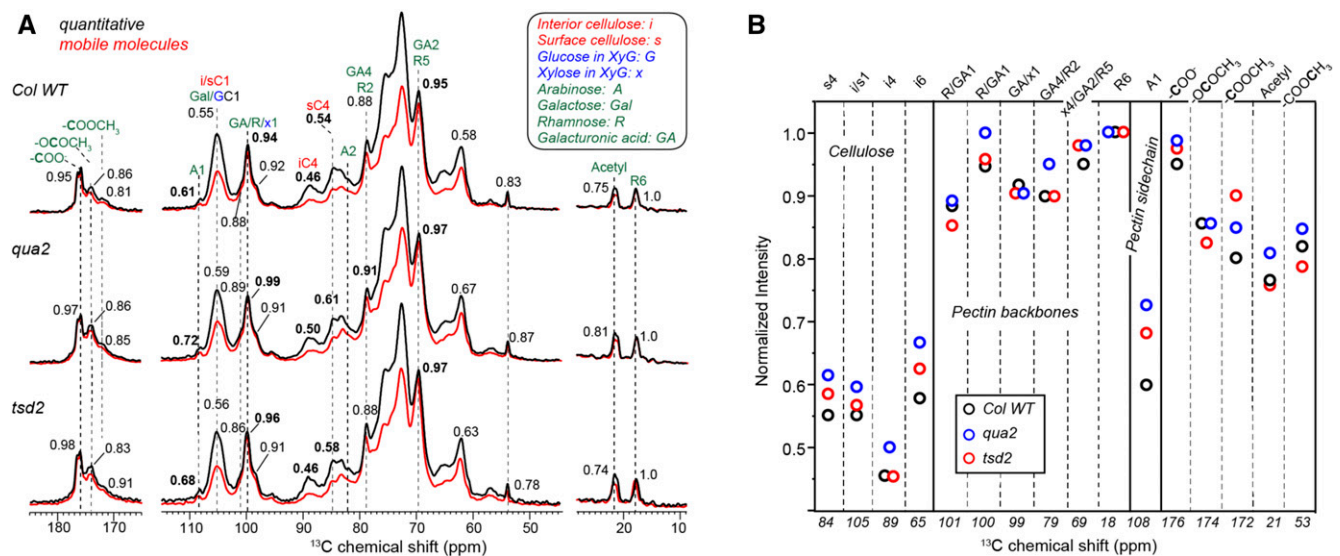 A
quantitative
mobile molecules
Interior cellulose: i
Surface cellulose: s
Glucose in XyG: G
Xylose in XyG: x
Arabinose: A
Galactose: Gal
Rhamnose: R
Galacturonic acid: GA
Col WT
-COOCH3
-OCOCH3
-COO-
0.95
0.86
0.81
A1
0.61
i/sC1
Gal/GC1
0.55
GA/R/x1
0.94
0.92
0.88
iC4
0.46
sC4
0.54
A2
GA4
R2
0.88
GA2
R5
0.95
0.58
0.83
Acetyl
0.75
R6
1.0
qua2
0.97
0.86
0.85
0.72
0.59
0.89
0.99
0.91
0.50
0.61
0.91
0.97
0.67
0.87
0.81
1.0
tsd2
0.98
0.83
0.91
0.68
0.56
0.86
0.96
0.91
0.46
0.58
0.88
0.97
0.63
0.78
0.74
1.0
180 170 110 100 90 80 70 60 50 20 10
13C chemical shift (ppm)
B
s4 i/s1 i4 i6 R/GA1 R/GA1 GA/x1 GA4/R2 x4/GA2/R5 R6 A1 -COO- -OCOCH3 -COOCH3 Acetyl -COOCH3
Normalized Intensity
1.0
0.9
0.8
0.7
0.6
0.5
Cellulose
Pectin backbones
Pectin sidechain
Col WT
qua2
tsd2
84 105 89 65 101 100 99 79 69 18 108 176 174 172 21 53
13C chemical shift (ppm)